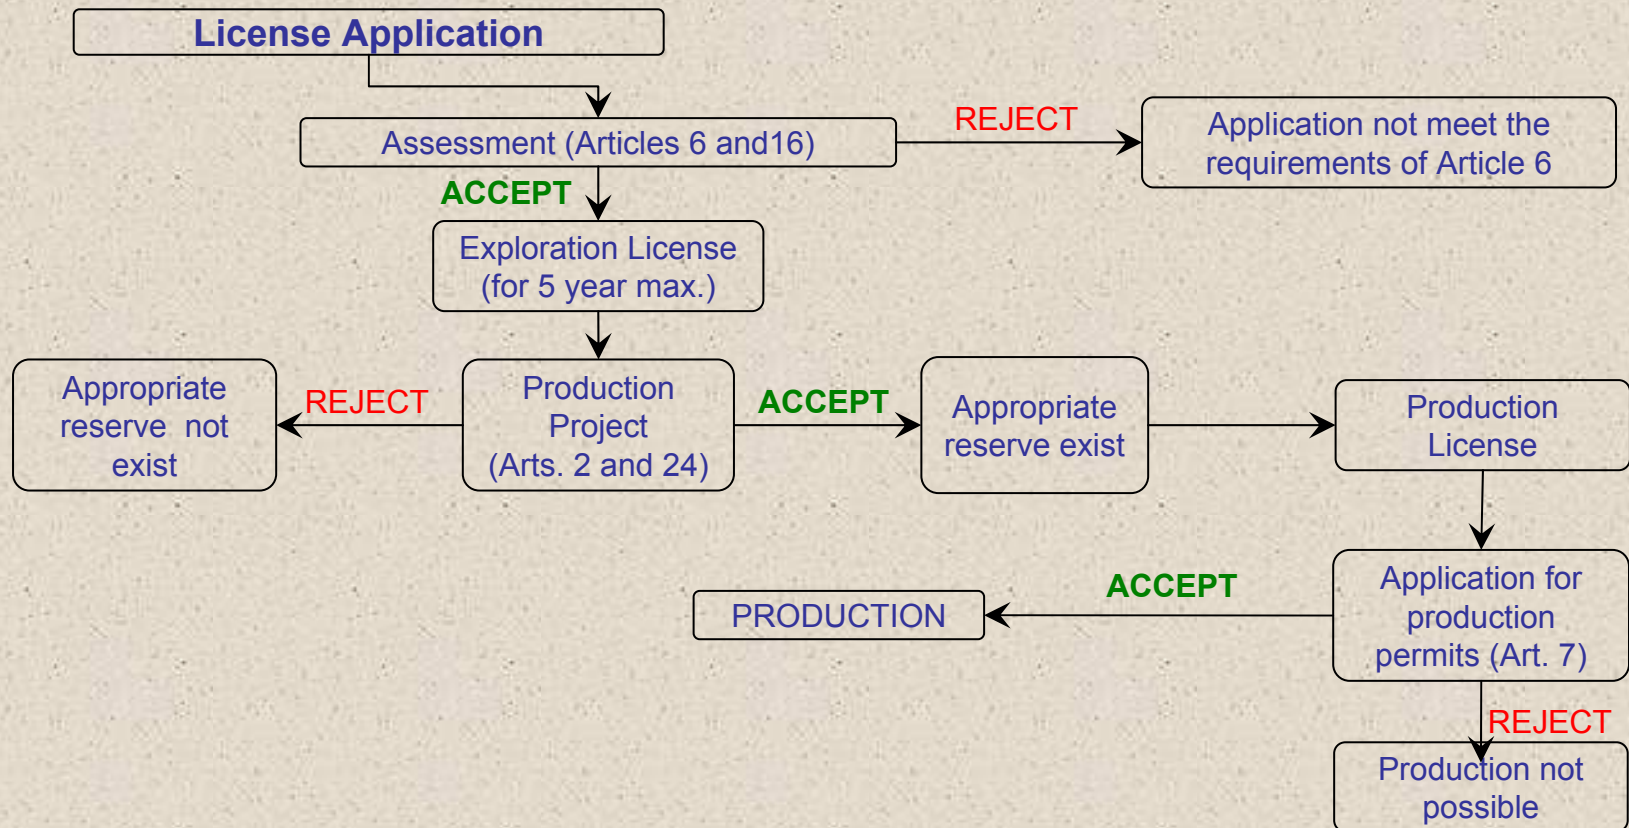 License Application
Assessment (Articles 6 and16)
REJECT
Application not meet the
requirements of Article 6
ACCEPT
Exploration License
(for 5 year max.)
Appropriate
reserve not
exist
REJECT
Production
Project
(Arts. 2 and 24)
ACCEPT
Appropriate
reserve exist
Production
License
PRODUCTION
ACCEPT
Application for
production
permits (Art. 7)
REJECT
Production not
possible